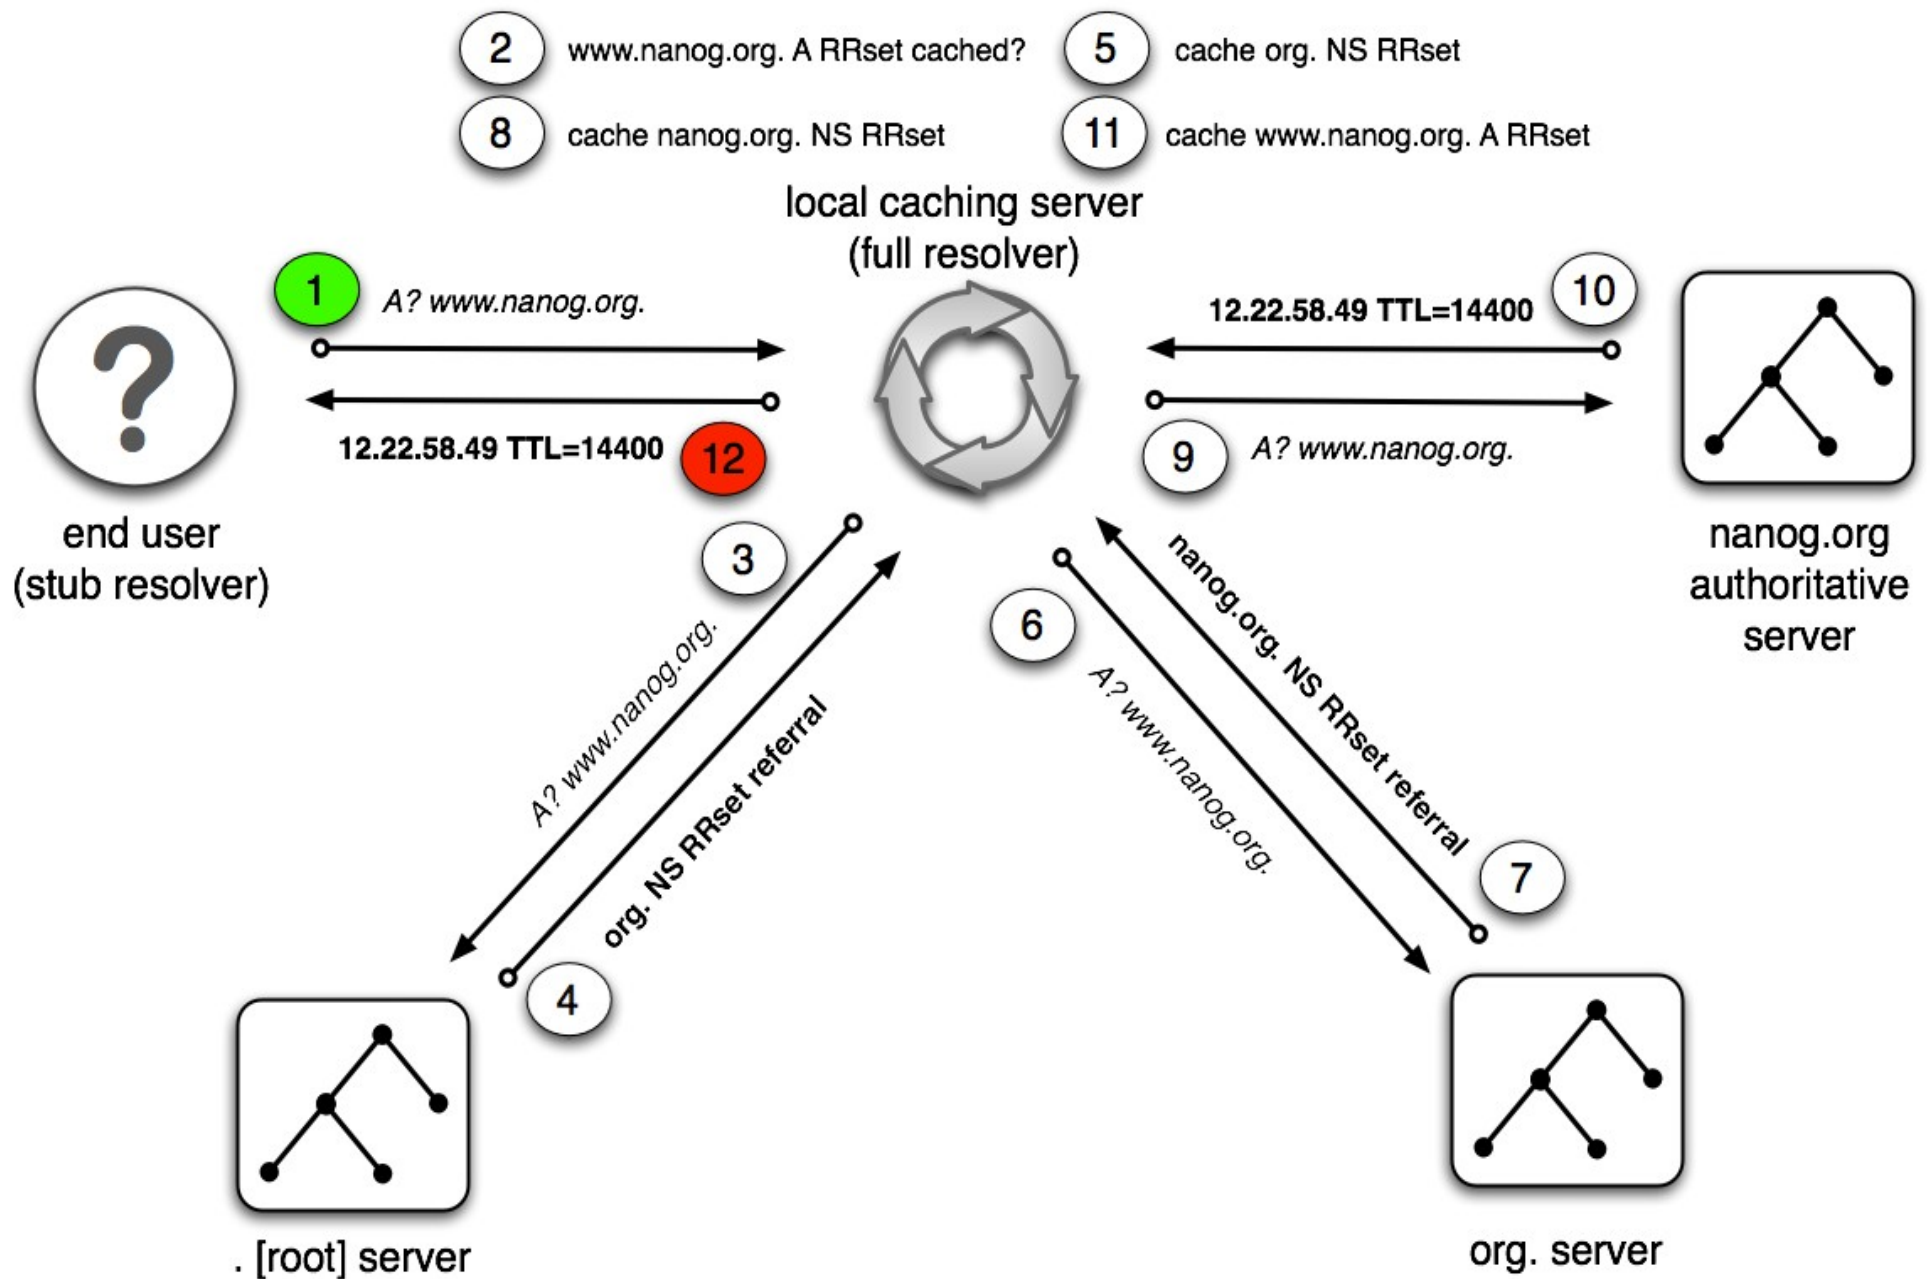 2 www.nanog.org. A RRset cached?
5 cache org. NS RRset
8 cache nanog.org. NS RRset
11 cache www.nanog.org. A RRset
local caching server
(full resolver)
1 A? www.nanog.org.
12.22.58.49 TTL=14400 10
?
12.22.58.49 TTL=14400 12
9 A? www.nanog.org.
end user
(stub resolver)
nanog.org
authoritative
server
3
A? www.nanog.org.
org. NS RRset referral
4
6
A? www.nanog.org.
nanog.org. NS RRset referral
7
. [root] server
org. server